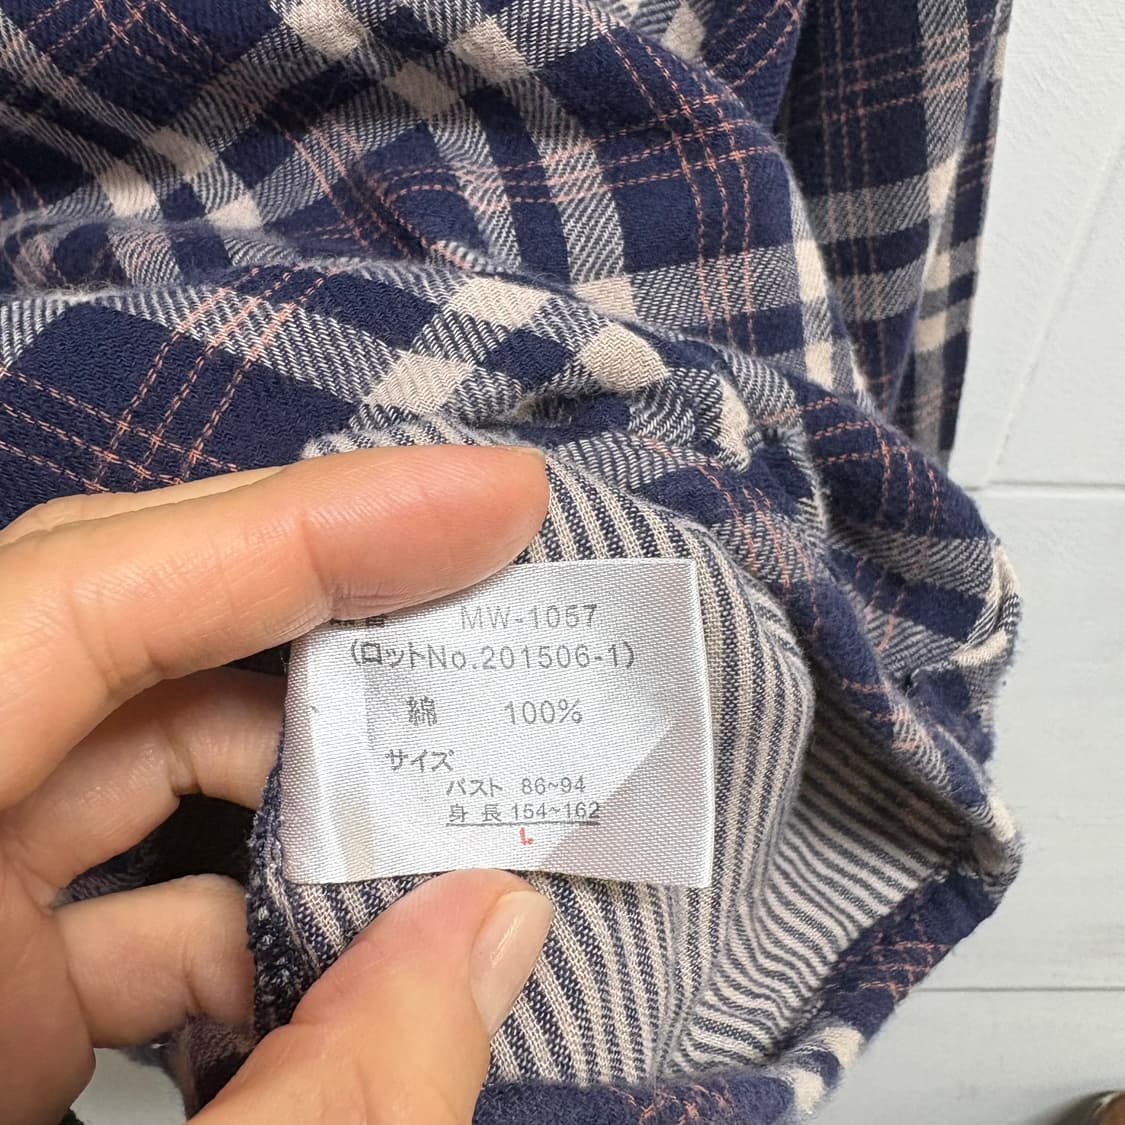 MW-1057
(ロットNo.201506-1)
綿 100%
サイズ
バスト 86~94
身長 154~162
L